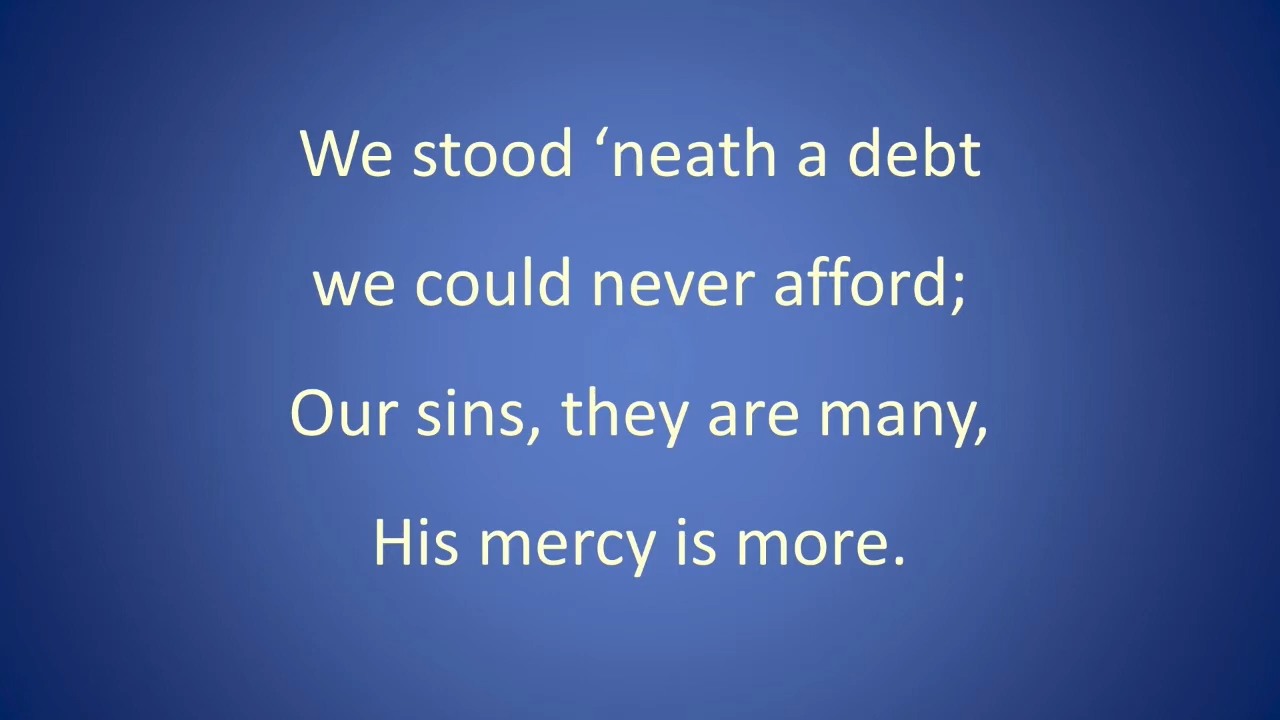 We stood ‘neath a debt
we could never afford;
Our sins, they are many,
His mercy is more.